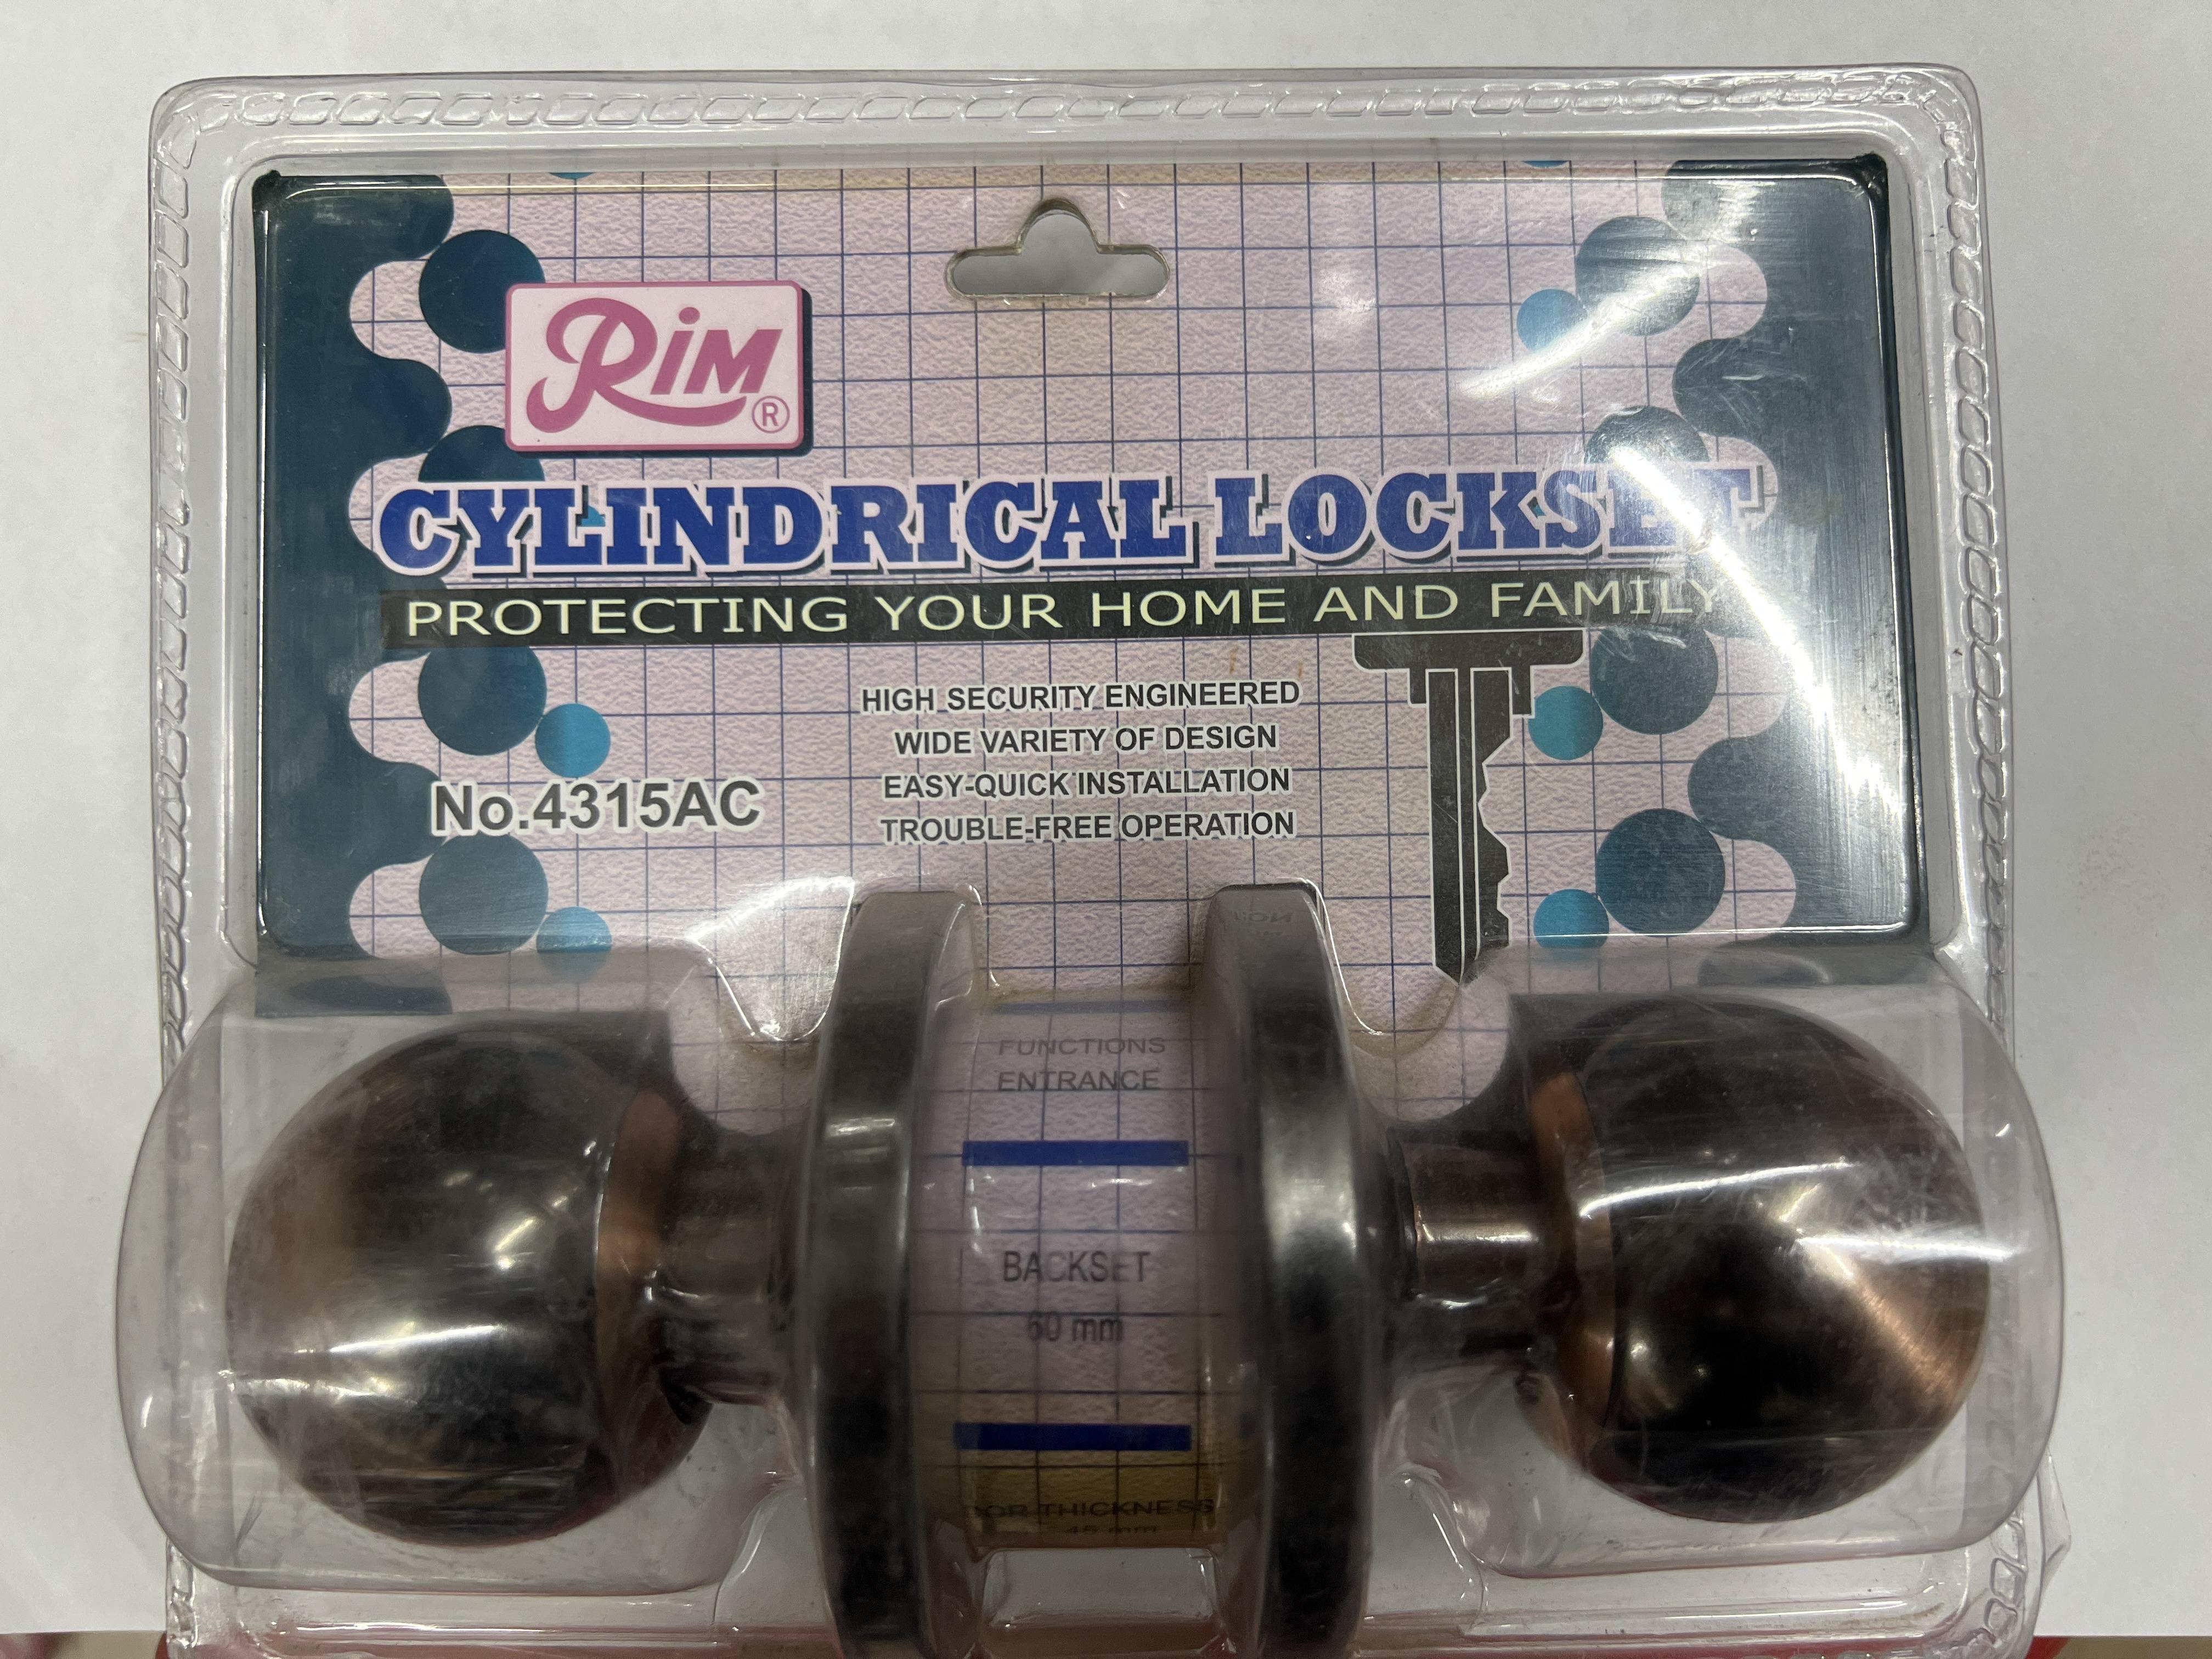 Rim ®
CYLINDRICAL LOCKSET
PROTECTING YOUR HOME AND FAMILY
HIGH SECURITY ENGINEERED
WIDE VARIETY OF DESIGN
EASY-QUICK INSTALLATION
TROUBLE-FREE OPERATION
No.4315AC
FUNCTIONS
ENTRANCE
BACKSET
60 mm
THICKNESS